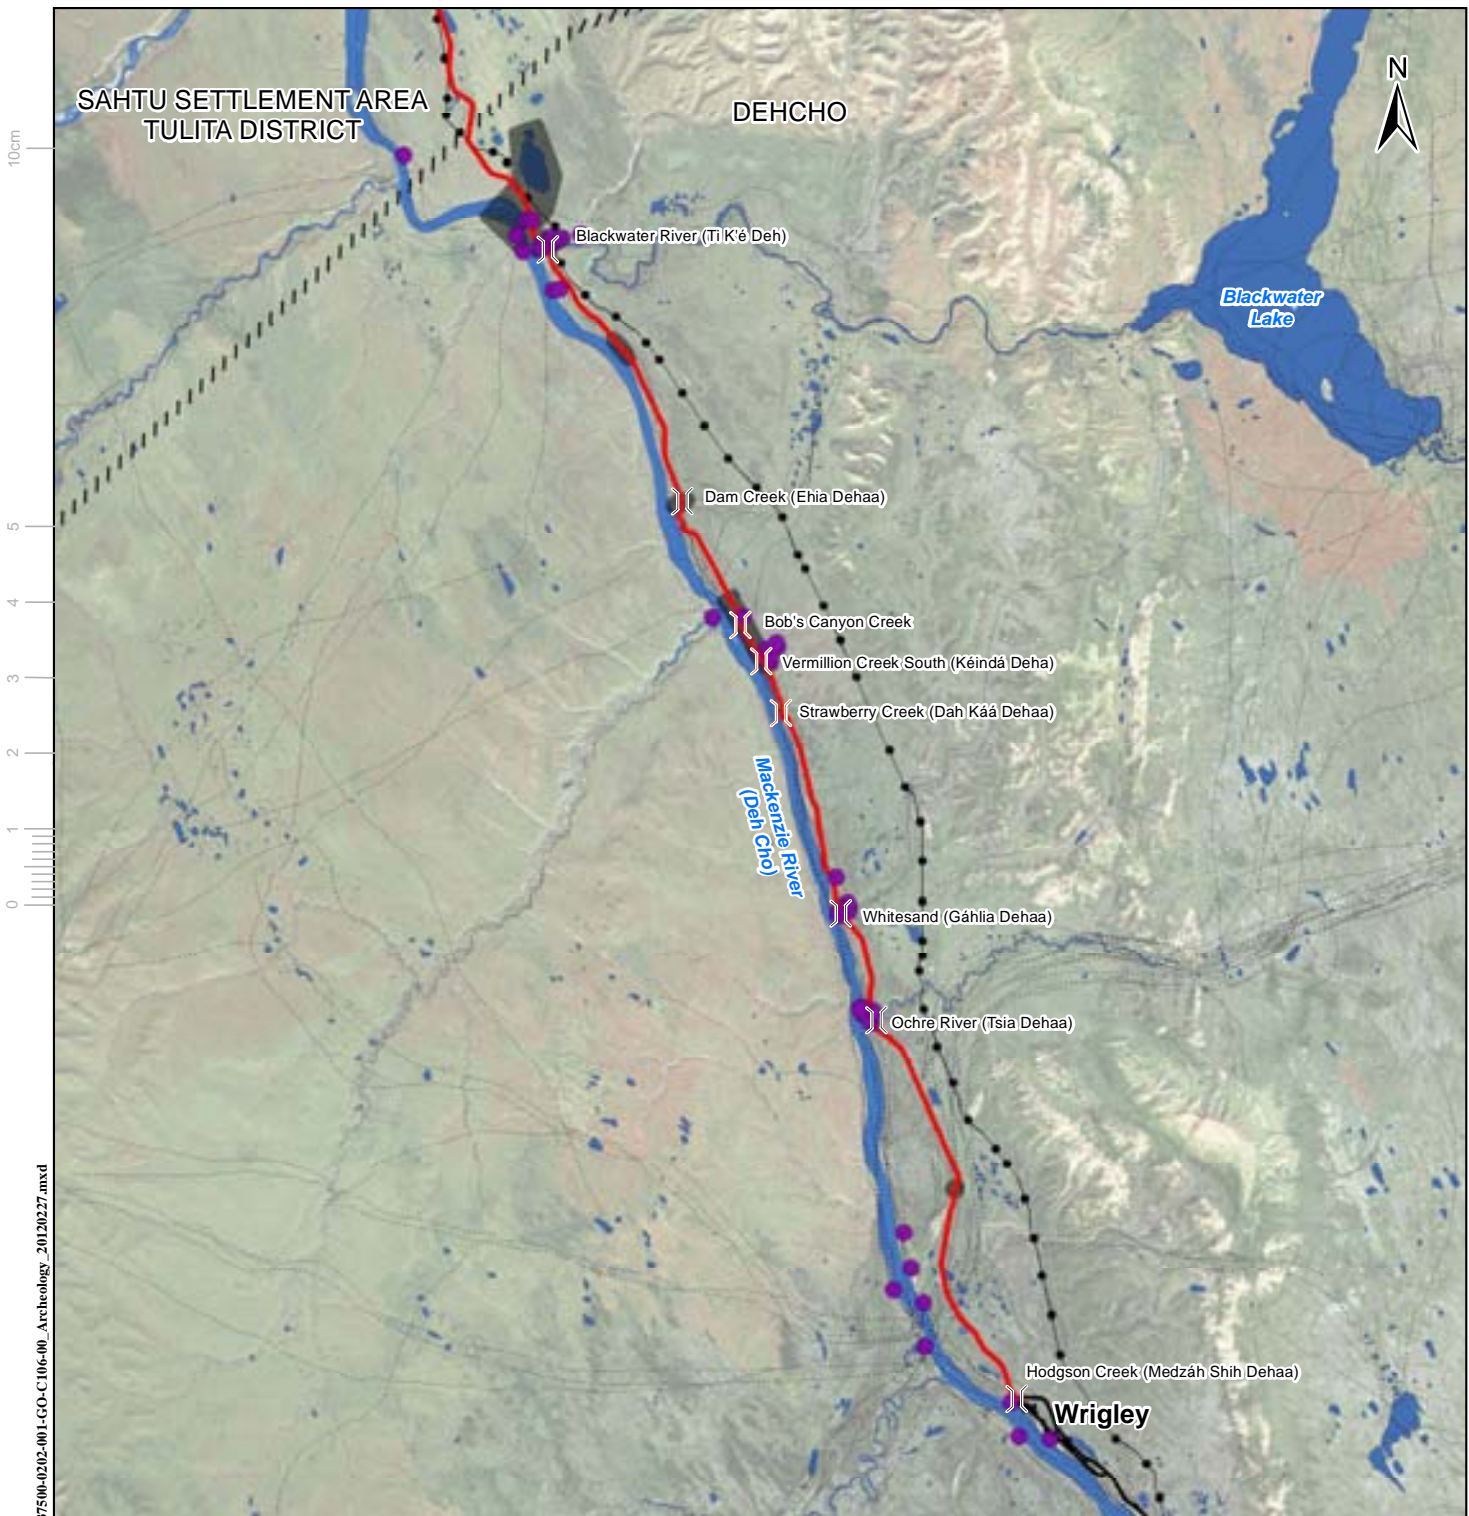 SAHTU SETTLEMENT AREA
TULITA DISTRICT
DEHCHO
N
10cm
Blackwater River (Ti K'é Deh)
Blackwater
Lake
Dam Creek (Ehia Dehaa)
5
4
Bob's Canyon Creek
Vermillion Creek South (Kéindá Deha)
3
Strawberry Creek (Dah Káá Dehaa)
2
Mackenzie River
(Deh Cho)
1
0
Whitesand (Gáhlia Dehaa)
Ochre River (Tsia Dehaa)
Hodgson Creek (Medzáh Shih Dehaa)
Wrigley
37500-0202-001-GO-C106-00_Archeology_20120227.mxd